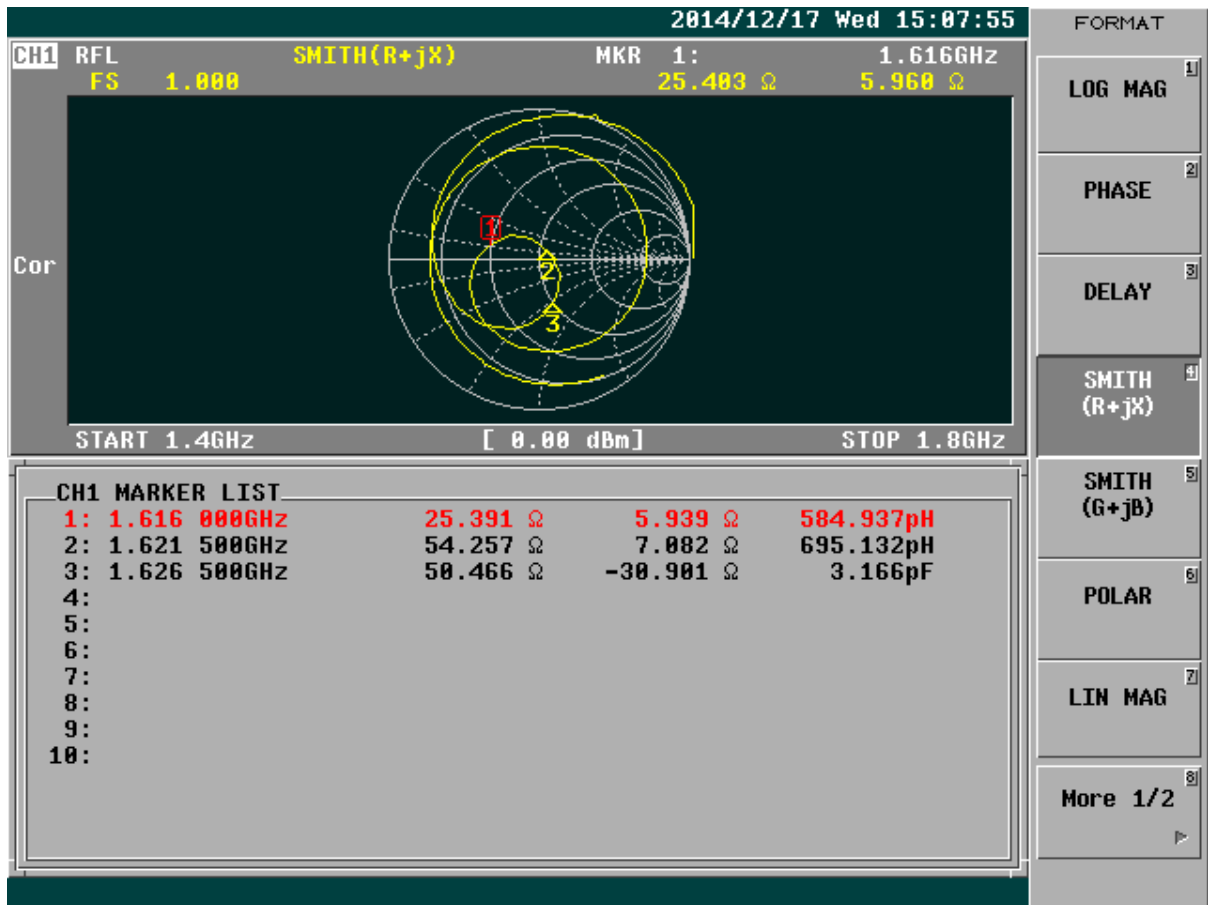 2014/12/17 Wed 15:07:55
CH1 RFL SMITH(R+jX) MKR 1: 1.616GHz
FS 1.000 25.403 Ω 5.960 Ω
1
2
3
Cor
START 1.4GHz [ 0.00 dBm] STOP 1.8GHz
CH1 MARKER LIST
1: 1.616 000GHz 25.391 Ω 5.939 Ω 584.937pH
2: 1.621 500GHz 54.257 Ω 7.082 Ω 695.132pH
3: 1.626 500GHz 50.466 Ω -30.901 Ω 3.166pF
4:
5:
6:
7:
8:
9:
10:
FORMAT
1
LOG MAG
2
PHASE
3
DELAY
4
SMITH
(R+jX)
5
SMITH
(G+jB)
6
POLAR
7
LIN MAG
8
More 1/2